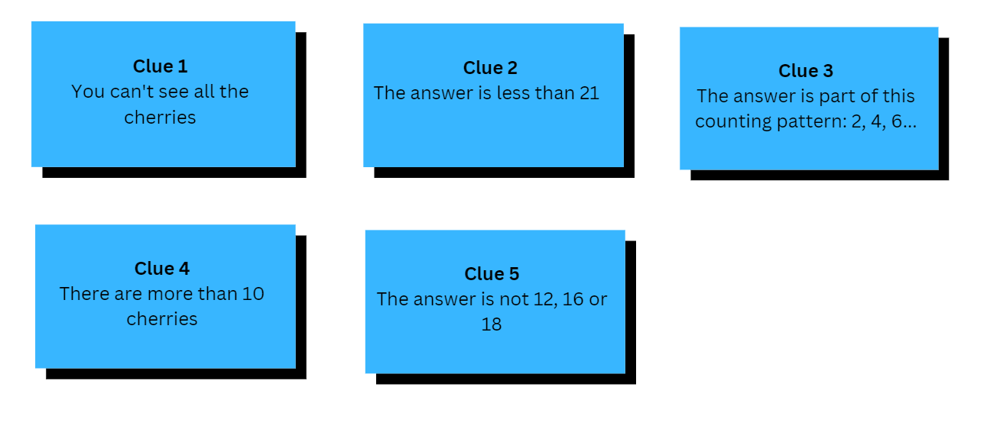 Clue 1
You can't see all the
cherries
Clue 2
The answer is less than 21
Clue 3
The answer is part of this
counting pattern: 2, 4, 6...
Clue 4
There are more than 10
cherries
Clue 5
The answer is not 12, 16 or
18